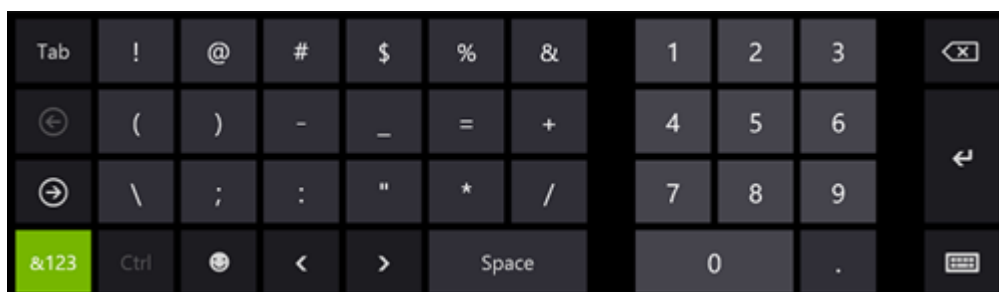 Tab ! @ # $ % & 1 2 3
( ) - _ = + 4 5 6
\ ; : " * / 7 8 9
&123 Ctrl < > Space 0 .